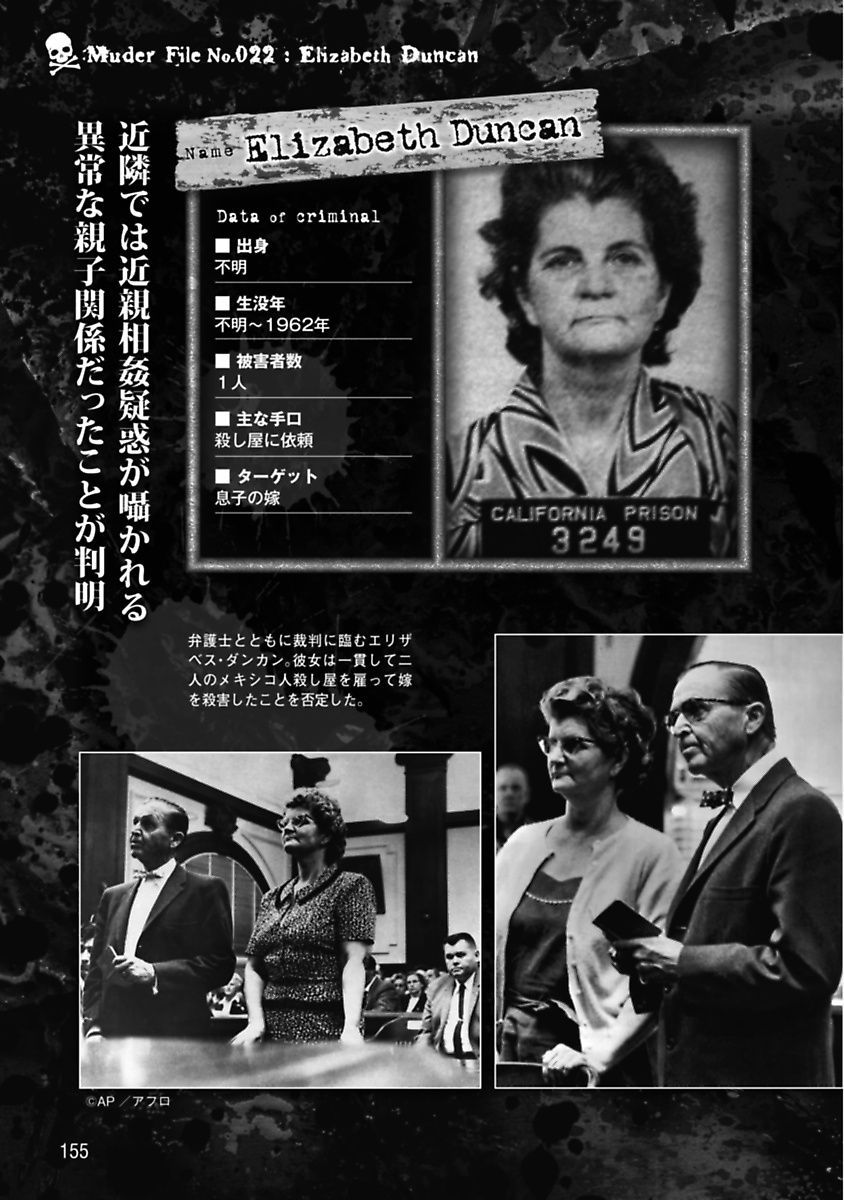 Muder File No.022 : Elizabeth Duncan
近隣では近親相姦疑惑が囁かれる
異常な親子関係だったことが判明
Name Elizabeth Duncan
Data of criminal
■ 出身
不明
■ 生没年
不明～1962年
■ 被害者数
1人
■ 主な手口
殺し屋に依頼
■ ターゲット
息子の嫁
CALIFORNIA PRISON
3249
弁護士とともに裁判に臨むエリザ
ベス・ダンカン。彼女は一貫して二
人のメキシコ人殺し屋を雇って嫁
を殺害したことを否定した。
©AP／アフロ
155